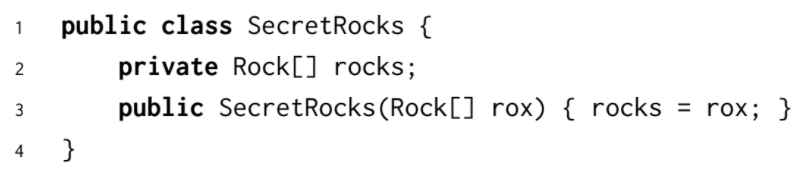 1 public class SecretRocks {
2 private Rock[] rocks;
3 public SecretRocks(Rock[] rox) { rocks = rox; }
4 }